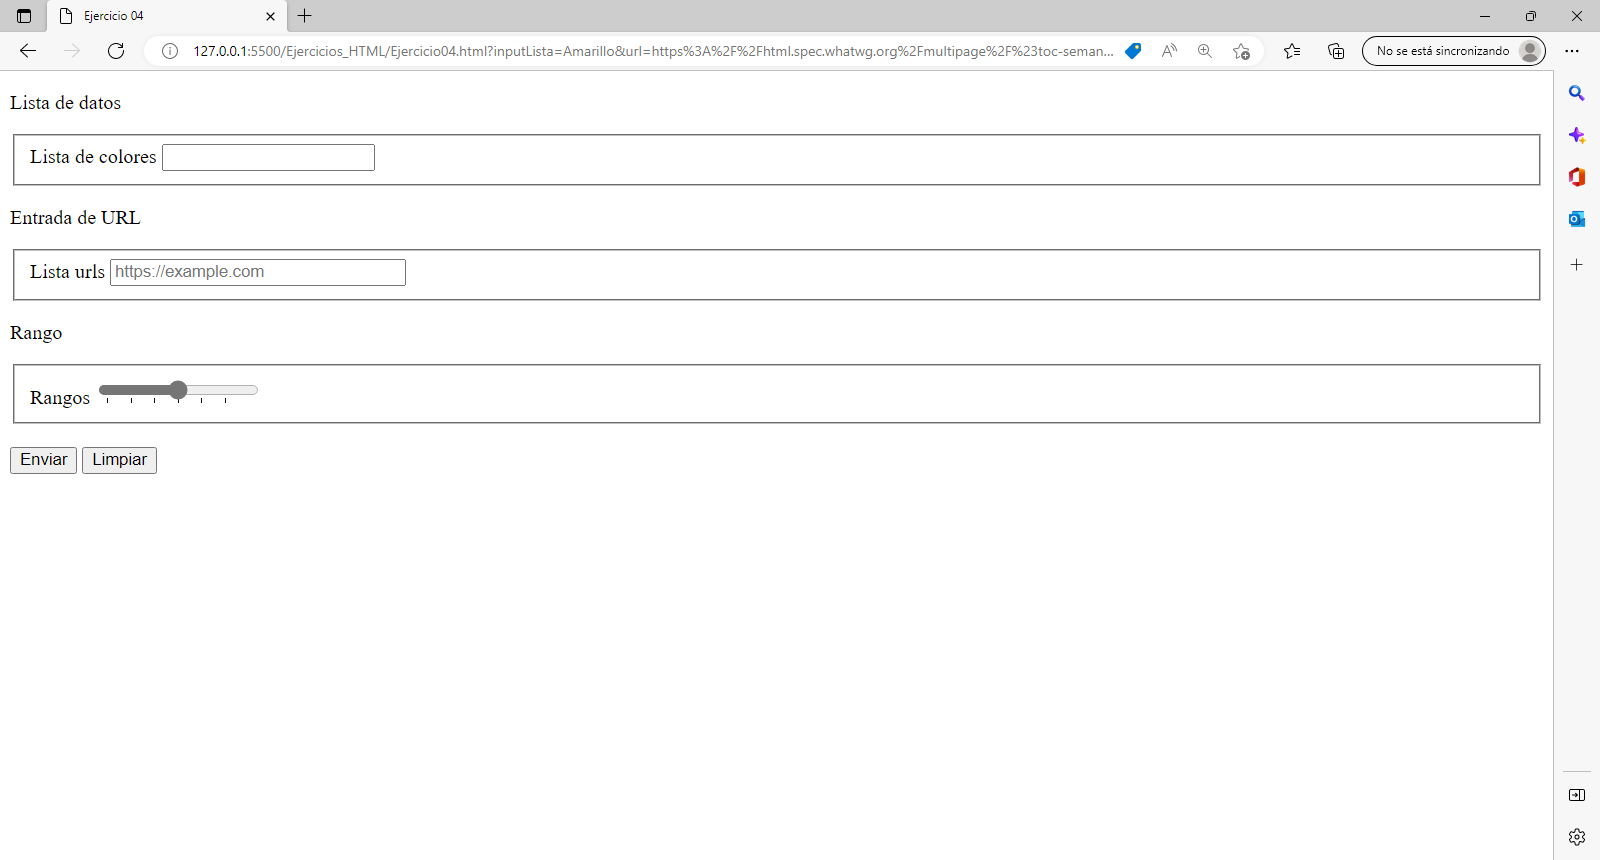 Ejercicio 04
127.0.0.1:5500/Ejercicios_HTML/Ejercicio04.html?inputLista=Amarillo&url=https%3A%2F%2Fhtml.spec.whatwg.org%2Fmultipage%2F%23toc-seman...
No se está sincronizando
Lista de datos
Lista de colores
Entrada de URL
Lista urls https://example.com
Rango
Rangos
Enviar Limpiar